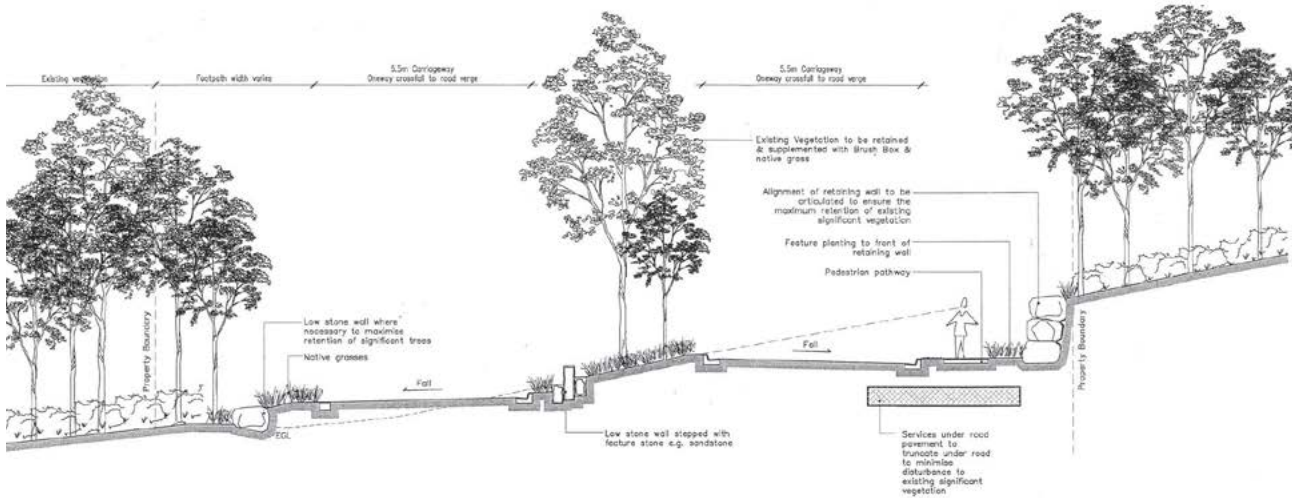 Existing vegetation
Footpath width varies
5.5m Carriageway
Oneway crossfall to road verge
5.5m Carriageway
Oneway crossfall to road verge
Existing Vegetation to be retained
& supplemented with Brush Box &
native grass
Alignment of retaining wall to be
articulated to ensure the
maximum retention of existing
significant vegetation
Feature planting to front of
retaining wall
Pedestrian pathway
Property Boundary
Low stone wall where
necessary to maximise
retention of significant trees
Native grasses
Fall
Fall
EGL
Low stone wall stepped with
feature stone e.g. sandstone
Services under road
pavement to
truncate under road
to minimise
disturbance to
existing significant
vegetation
Property Boundary